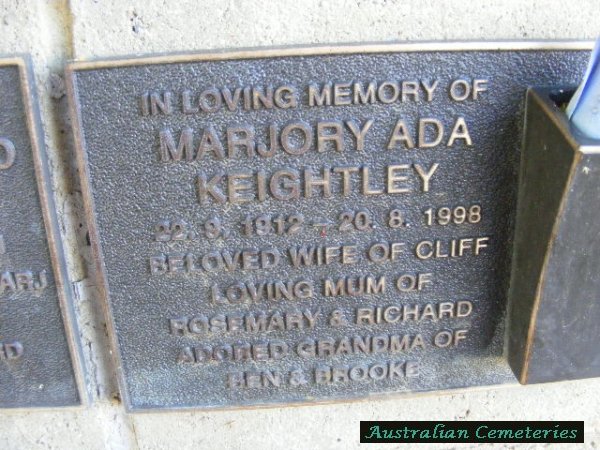 IN LOVING MEMORY OF
MARJORY ADA
KEIGHTLEY
22. 9. 1912 – 20. 8. 1998
BELOVED WIFE OF CLIFF
LOVING MUM OF
ROSEMARY & RICHARD
ADORED GRANDMA OF
BEN & BROOKE
Australian Cemeteries